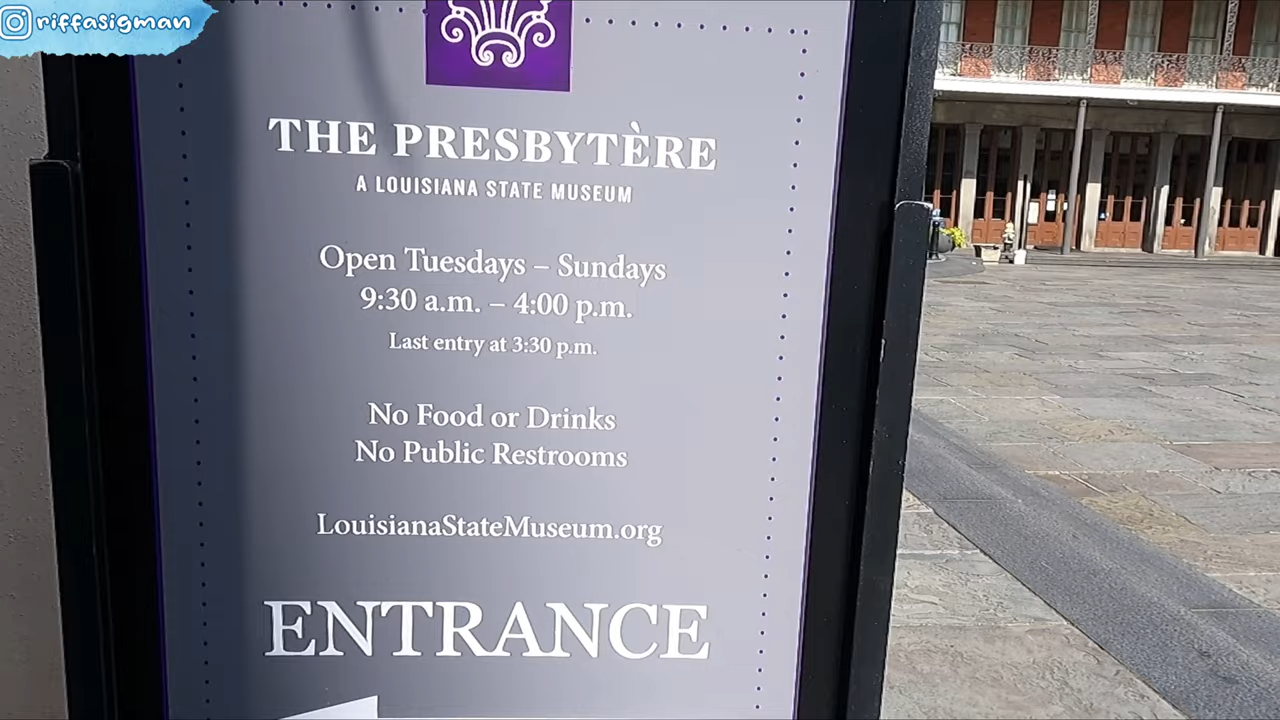 riffasigman
THE PRESBYTÈRE
A LOUISIANA STATE MUSEUM
Open Tuesdays – Sundays
9:30 a.m. – 4:00 p.m.
Last entry at 3:30 p.m.
No Food or Drinks
No Public Restrooms
LouisianaStateMuseum.org
ENTRANCE